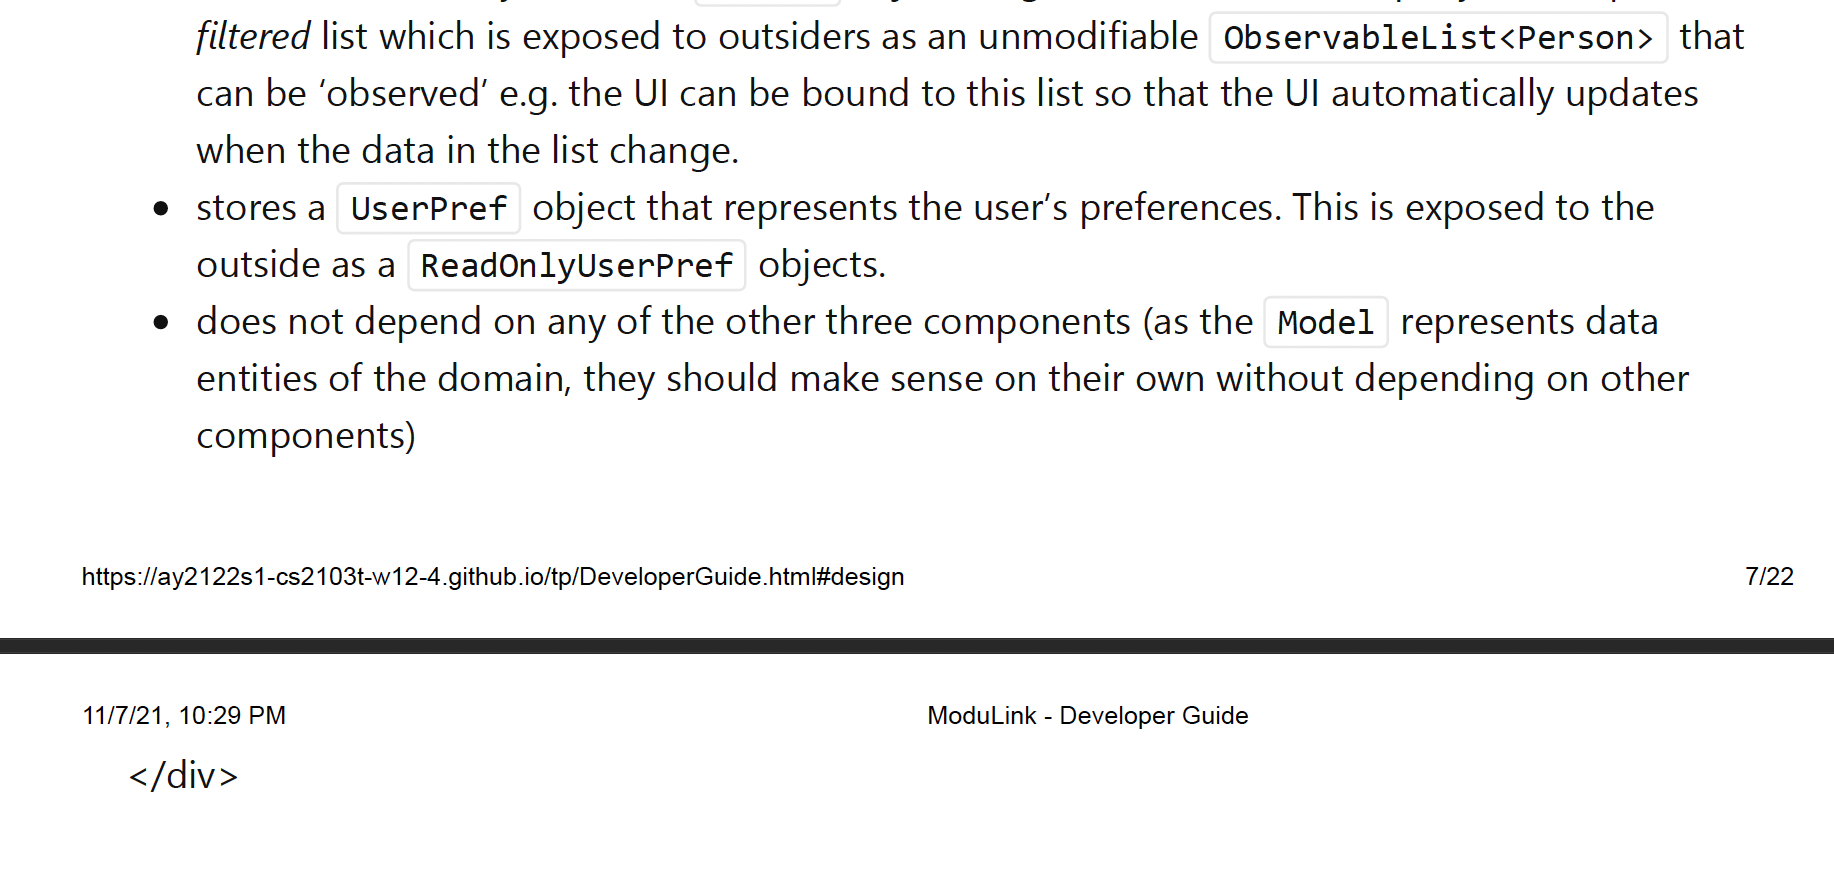 filtered list which is exposed to outsiders as an unmodifiable ObservableList<Person> that
can be ‘observed’ e.g. the UI can be bound to this list so that the UI automatically updates
when the data in the list change.
• stores a UserPref object that represents the user’s preferences. This is exposed to the
outside as a ReadOnlyUserPref objects.
• does not depend on any of the other three components (as the Model represents data
entities of the domain, they should make sense on their own without depending on other
components)
https://ay2122s1-cs2103t-w12-4.github.io/tp/DeveloperGuide.html#design 7/22
11/7/21, 10:29 PM ModuLink - Developer Guide
</div>